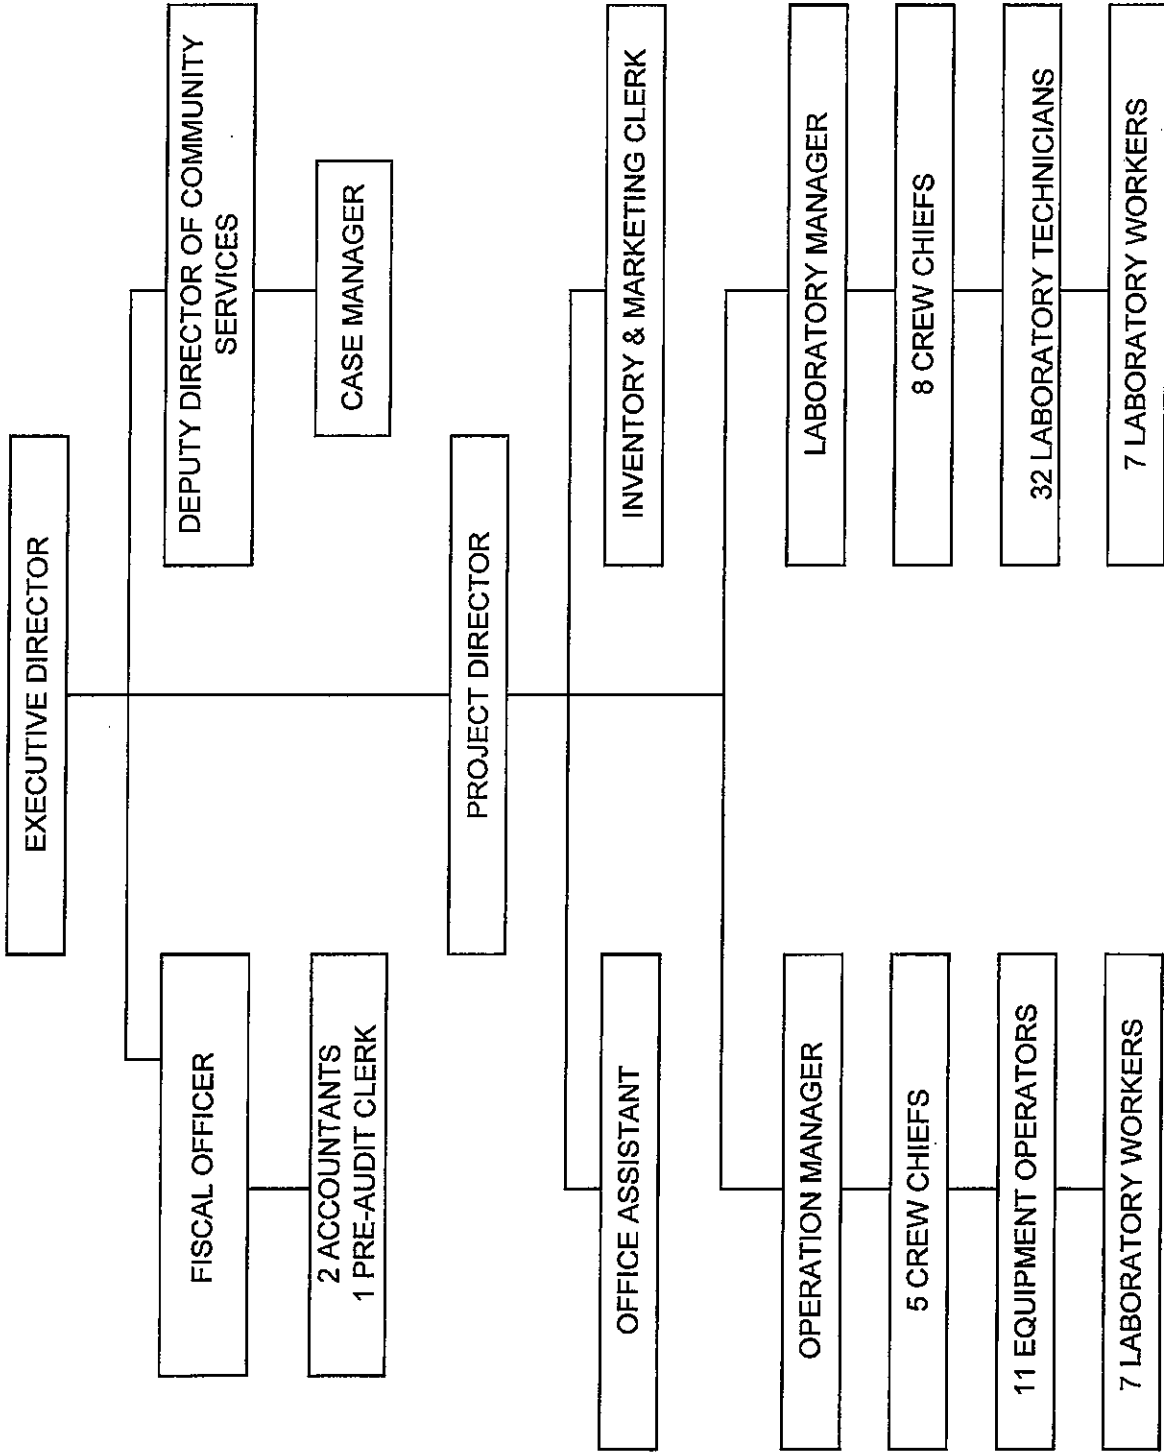 EXECUTIVE DIRECTOR
FISCAL OFFICER
DEPUTY DIRECTOR OF COMMUNITY
SERVICES
2 ACCOUNTANTS
1 PRE-AUDIT CLERK
CASE MANAGER
PROJECT DIRECTOR
OFFICE ASSISTANT
INVENTORY & MARKETING CLERK
OPERATION MANAGER
LABORATORY MANAGER
5 CREW CHIEFS
8 CREW CHIEFS
11 EQUIPMENT OPERATORS
32 LABORATORY TECHNICIANS
7 LABORATORY WORKERS
7 LABORATORY WORKERS